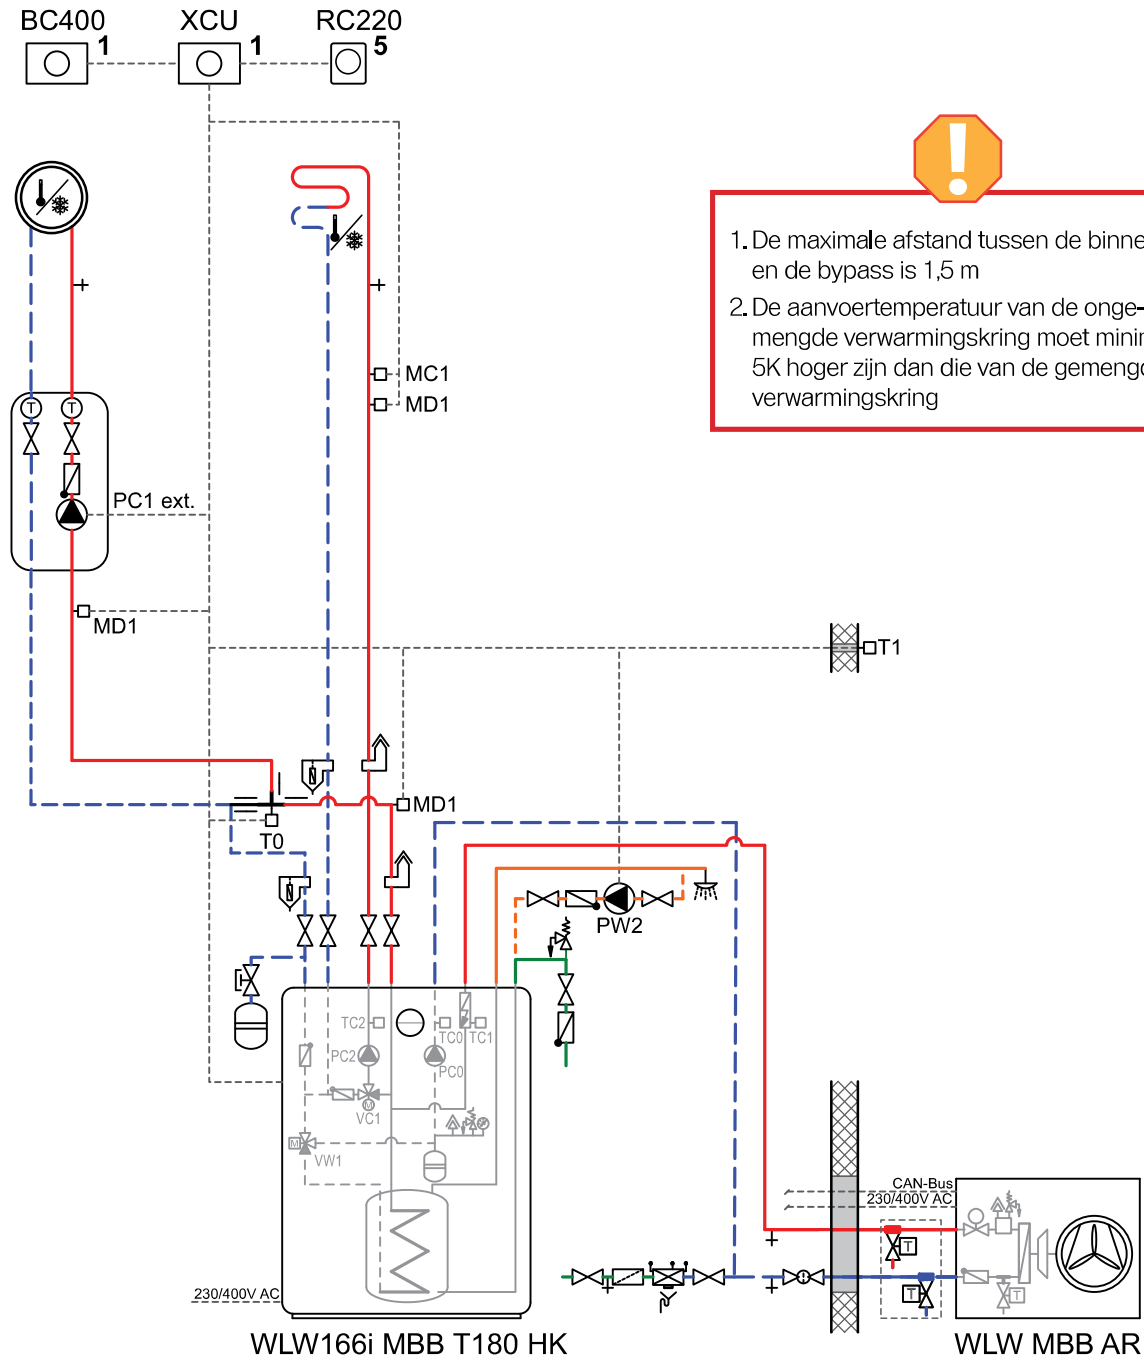 BC400
XCU
RC220
1
1
5
1. De maximale afstand tussen de
en de bypass is 1,5 m
2. De aanvoertemperatuur van de onge-
mengde verwarmingskring moet
5K hoger zijn dan die van de
verwarmingskring
MC1
MD1
T
T
PC1 ext.
MD1
T1
MD1
T0
PW2
TC2
TC0
TC1
PC2
PC0
M
VC1
M
VW1
CAN-Bus
230/400V AC
T
T
T
230/400V AC
WLW166i MBB T180 HK
WLW MBB AR